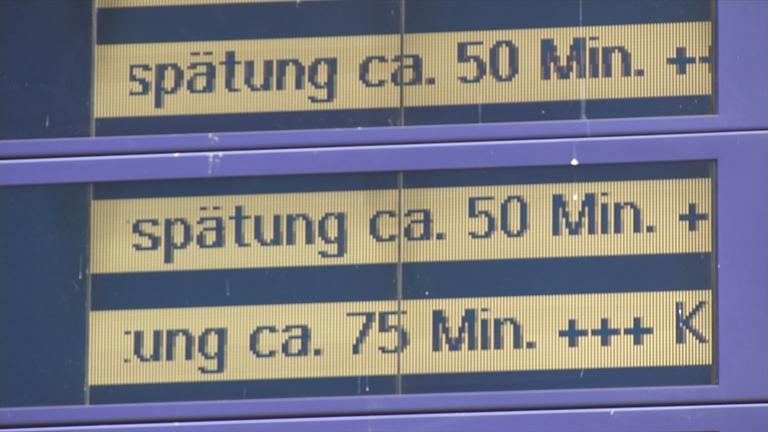 spätung ca. 50 Min. ++
spätung ca. 50 Min. +
ung ca. 75 Min. +++ K